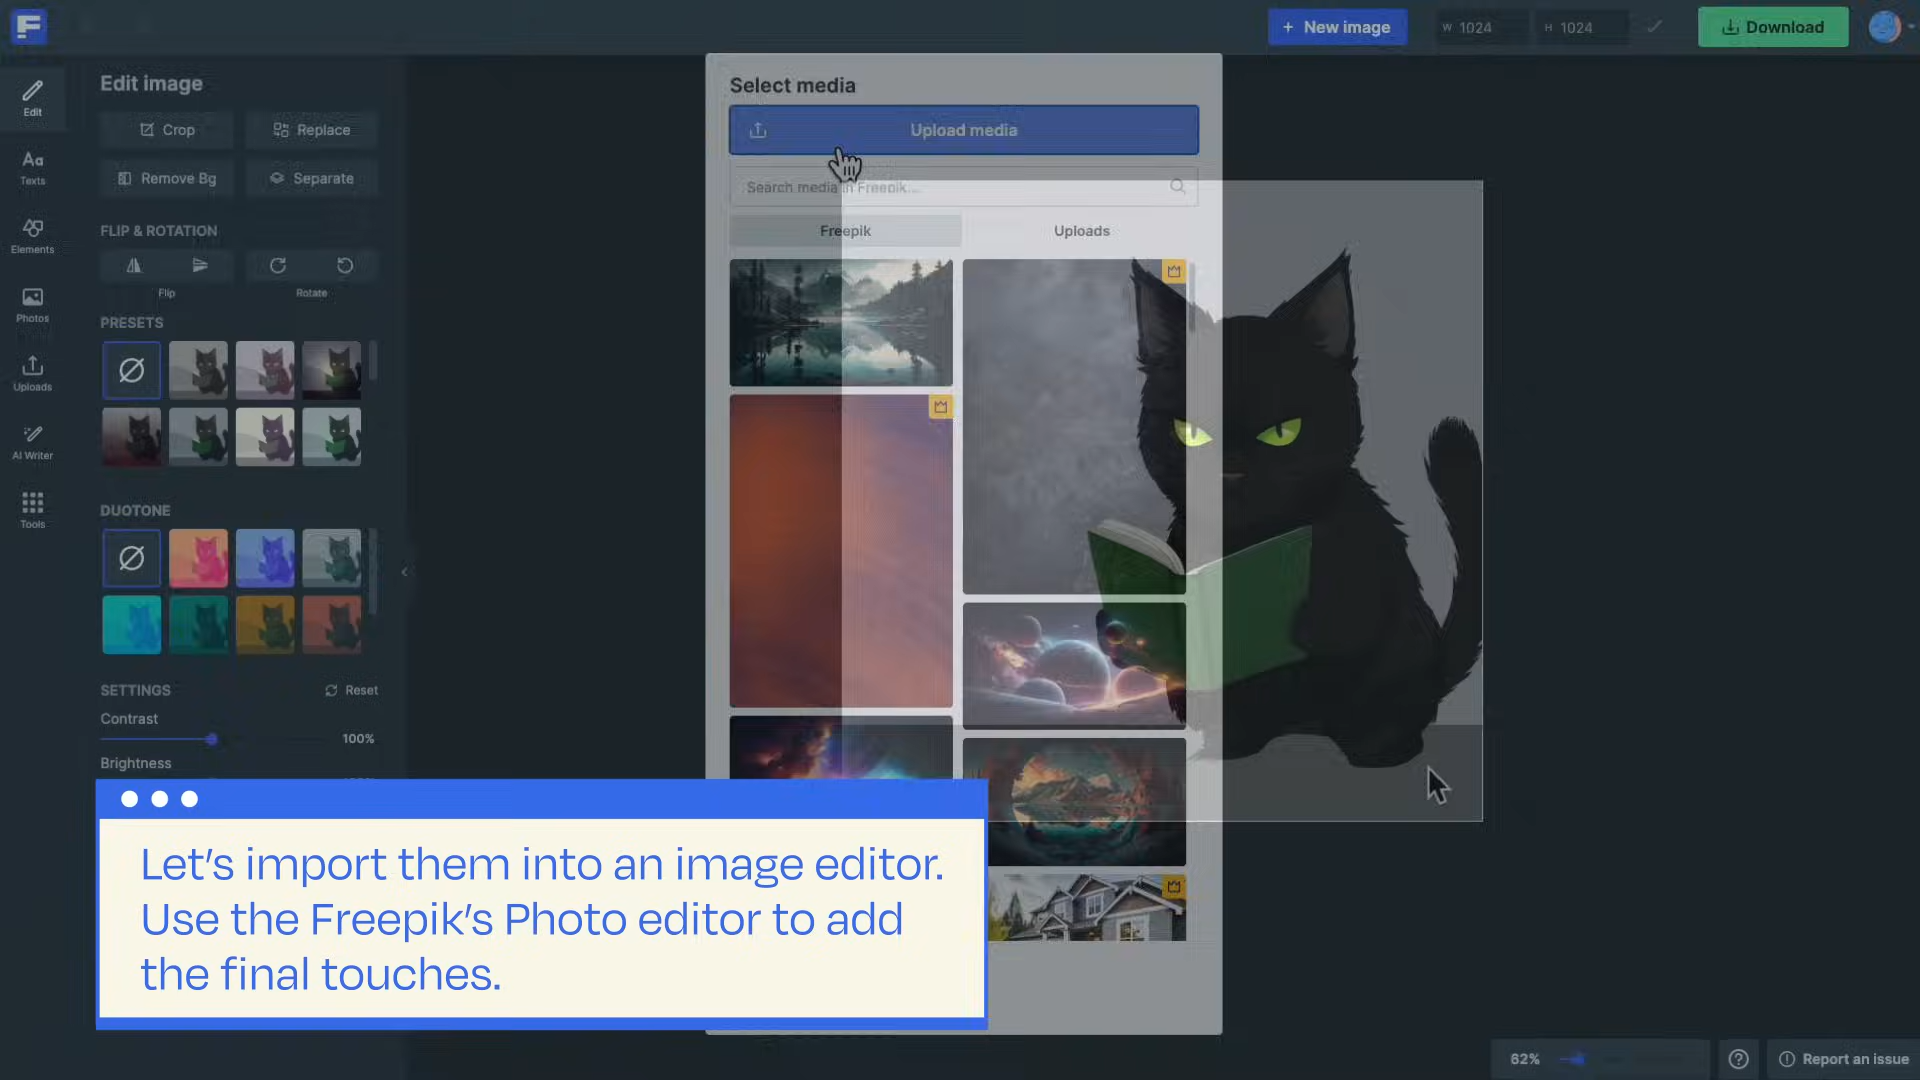 + New image
W 1024
H 1024
Download
Edit
Texts
Elements
Photos
Uploads
AI Writer
Tools
Edit image
Crop
Replace
Remove Bg
Separate
FLIP & ROTATION
Flip
Rotate
PRESETS
DUOTONE
SETTINGS
Reset
Contrast
100%
Brightness
Select media
Upload media
Search media in Freepik...
Freepik
Uploads
Let's import them into an image editor.
Use the Freepik's Photo editor to add
the final touches.
62%
Report an issue